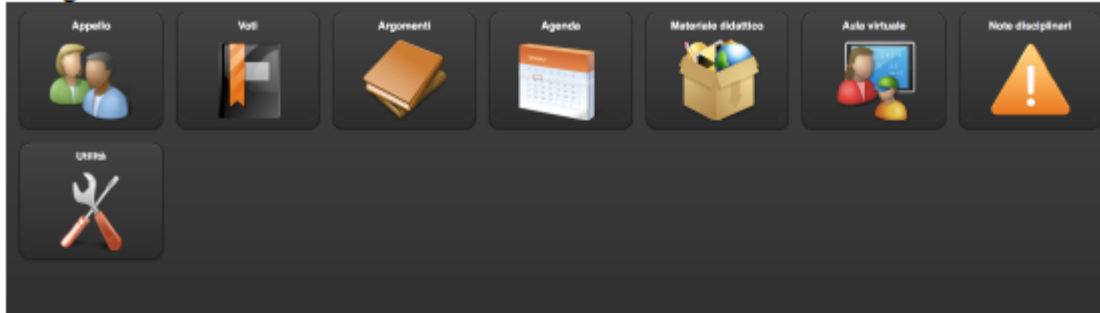 Appello
Voti
Argomenti
Agenda
Materiale didattico
Aula virtuale
Note disciplinari
Utilità